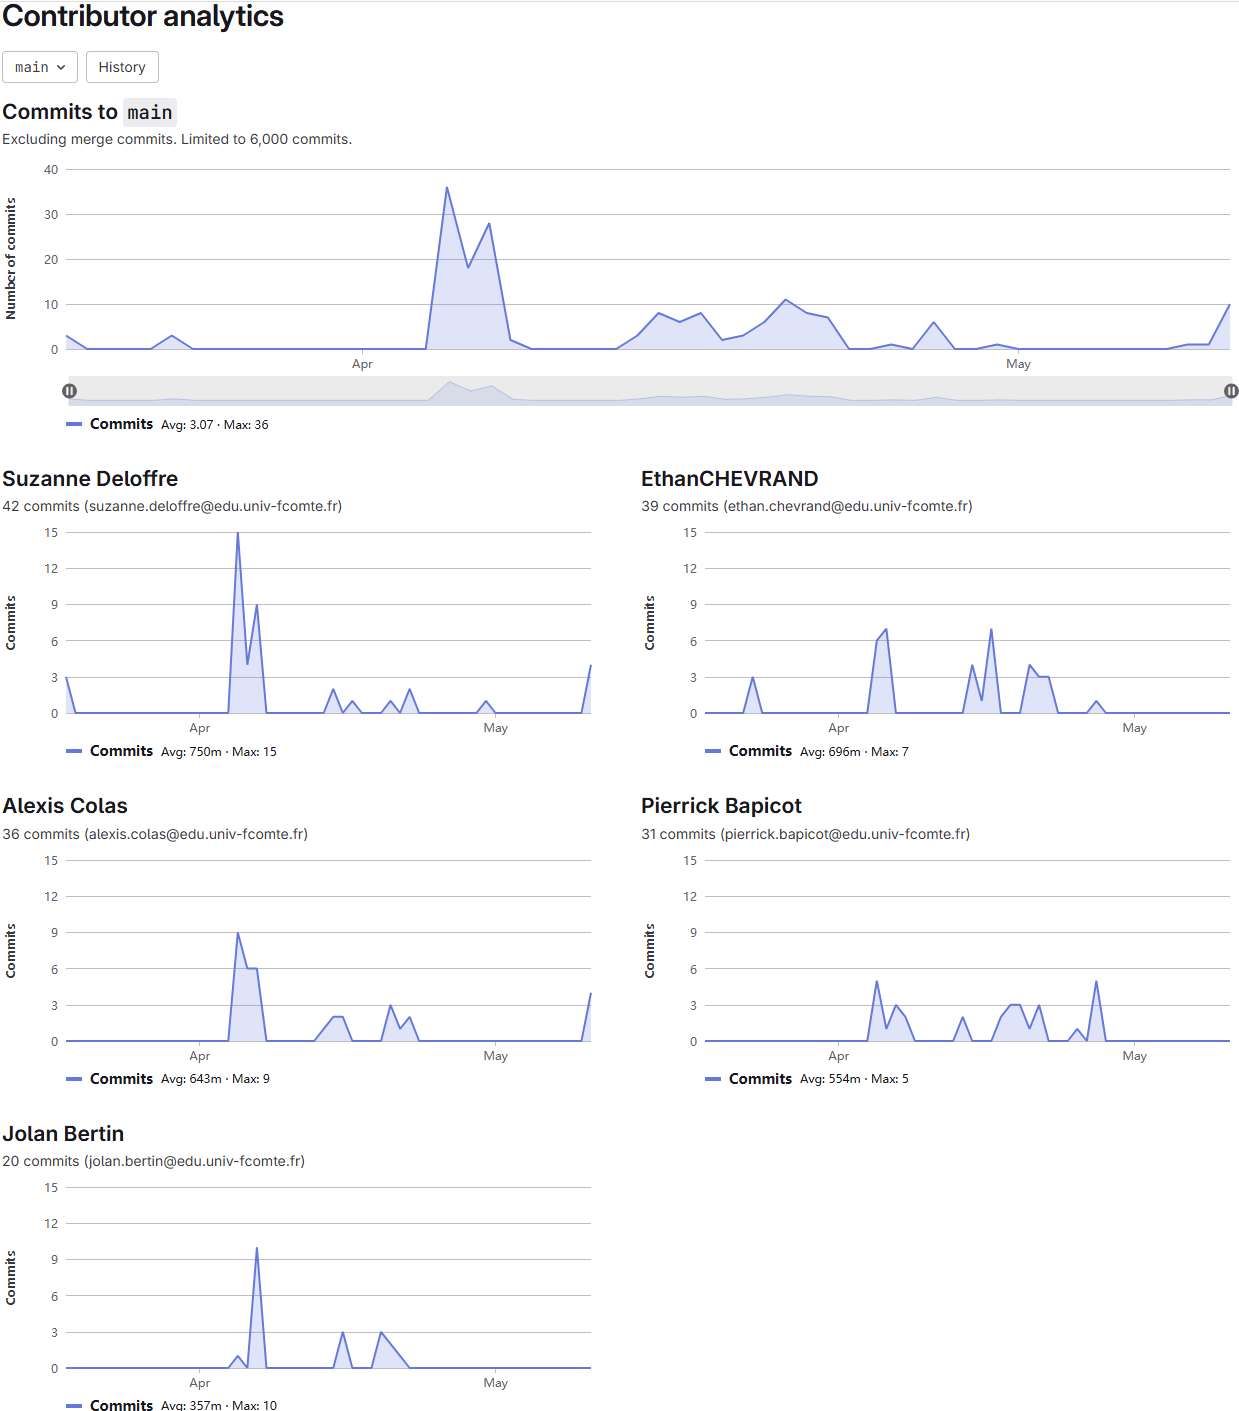 Contributor analytics
main
History
Commits to main
Excluding merge commits. Limited to 6,000 commits.
Number of commits
40
30
20
10
0
Apr
May
Commits Avg: 3.07 · Max: 36
Suzanne Deloffre
42 commits (suzanne.deloffre@edu.univ-fcomte.fr)
Commits
15
12
9
6
3
0
Apr
May
Commits Avg: 750m · Max: 15
EthanCHEVRAND
39 commits (ethan.chevrand@edu.univ-fcomte.fr)
Commits
15
12
9
6
3
0
Apr
May
Commits Avg: 696m · Max: 7
Alexis Colas
36 commits (alexis.colas@edu.univ-fcomte.fr)
Commits
15
12
9
6
3
0
Apr
May
Commits Avg: 643m · Max: 9
Pierrick Bapicot
31 commits (pierrick.bapicot@edu.univ-fcomte.fr)
Commits
15
12
9
6
3
0
Apr
May
Commits Avg: 554m · Max: 5
Jolan Bertin
20 commits (jolan.bertin@edu.univ-fcomte.fr)
Commits
15
12
9
6
3
0
Apr
May
Commits Avg: 357m · Max: 10